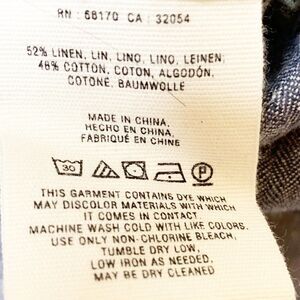 RN : 68170 CA : 32054
52% LINEN, LIN, LINO, LINO, LEINEN,
48% COTTON, COTON, ALGODÓN,
COTONE, BAUMWOLLE
MADE IN CHINA,
HECHO EN CHINA,
FABRIQUÉ EN CHINE
30 P
THIS GARMENT CONTAINS DYE WHICH
MAY DISCOLOR MATERIALS WITH WHICH
IT COMES IN CONTACT
MACHINE WASH COLD WITH LIKE COLORS.
USE ONLY NON-CHLORINE BLEACH,
TUMBLE DRY LOW,
LOW IRON AS NEEDED,
MAY BE DRY CLEANED